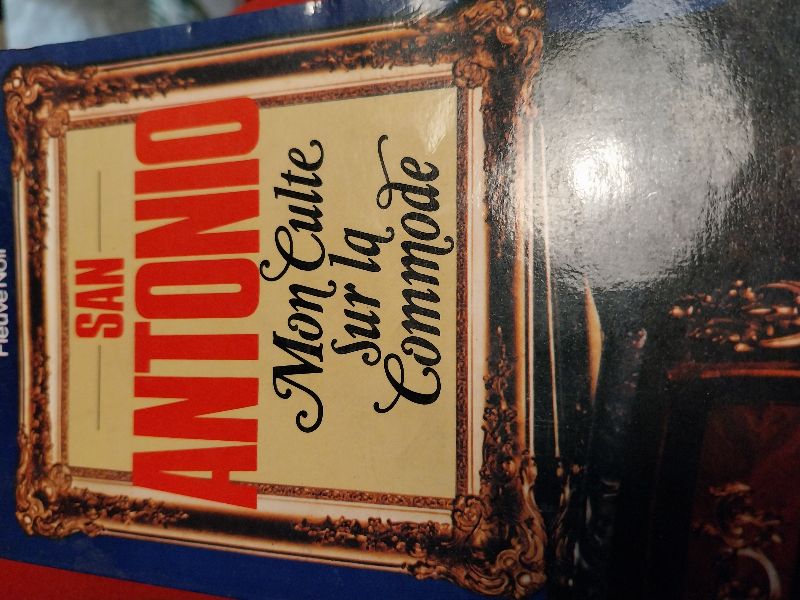 Fleuve Noir
SAN
ANTONIO
Mon Culte
sur la
Commode